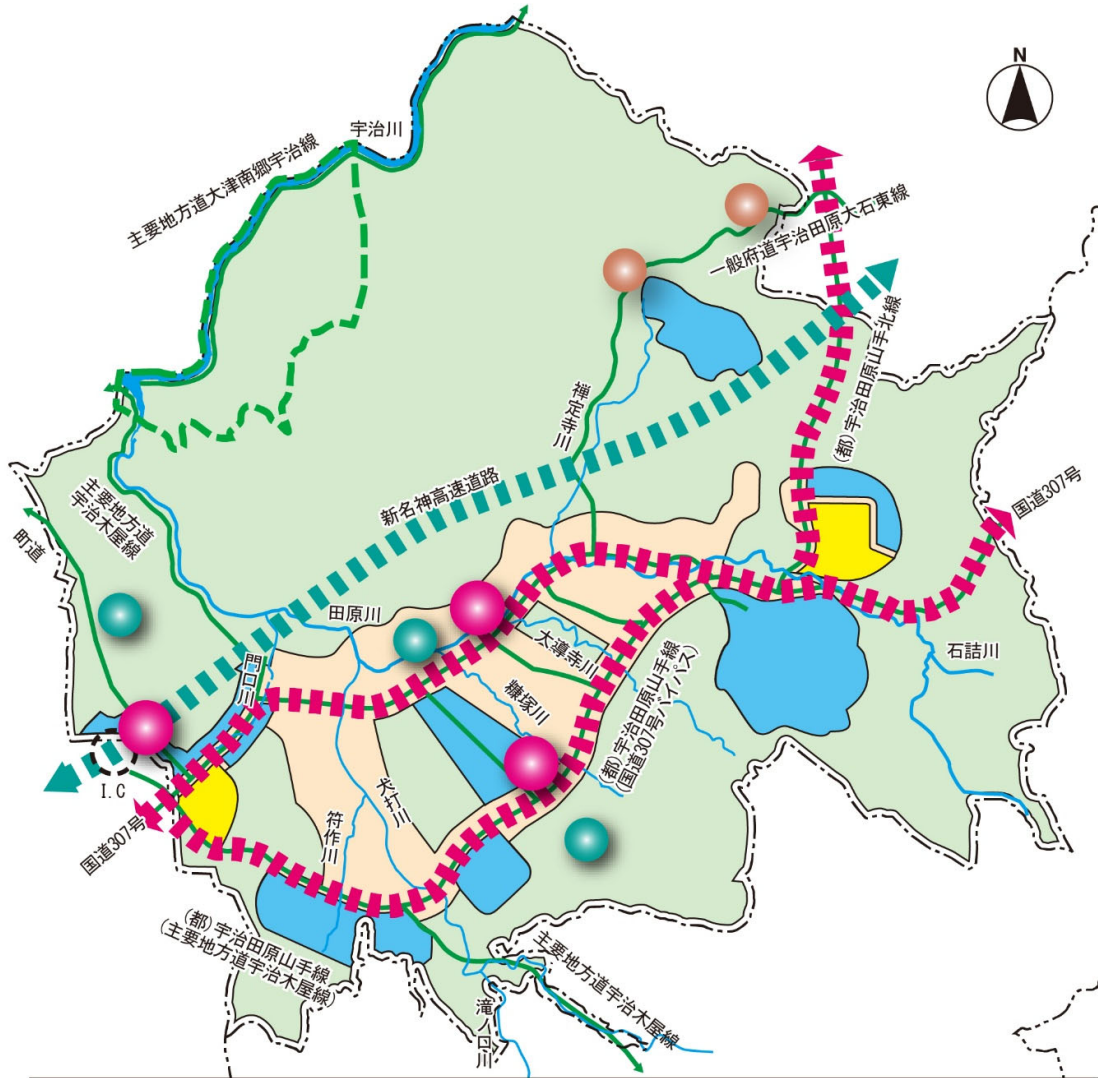 N
宇治川
主要地方道大津南郷宇治線
一般府道宇治田原大石東線
(都)宇治田原山手北線
禅定寺川
新名神高速道路
国道307号
主要地方道
宇治木屋線
町道
田原川
大導寺川
糠塚川
門口川
石詰川
(都)宇治田原山手線
(国道307号バイパス)
I.C
犬打川
符作川
国道307号
(都)宇治田原山手線
(主要地方道宇治木屋線)
主要地方道宇治木屋線
滝ノ口川